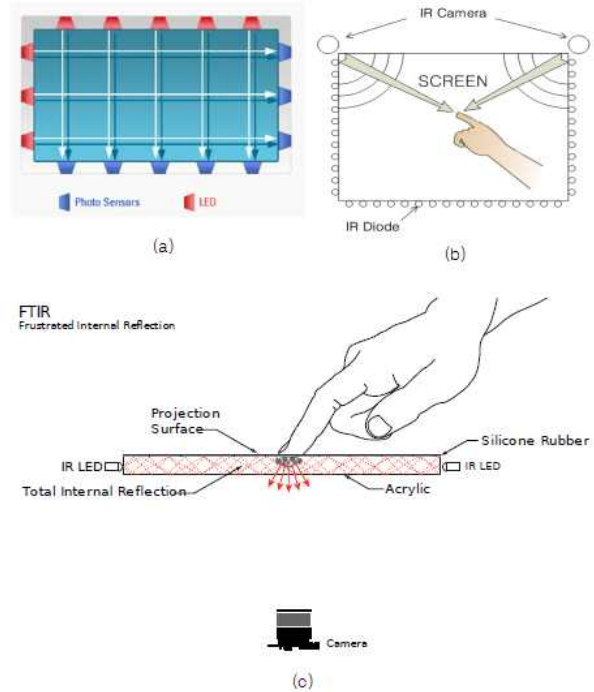 Photo Sensors
LED
(a)
IR Camera
SCREEN
IR Diode
(b)
FTIR
Frustrated Internal Reflection
Projection
Surface
Silicone Rubber
IR LED
IR LED
Total Internal Reflection
Acrylic
Camera
(c)